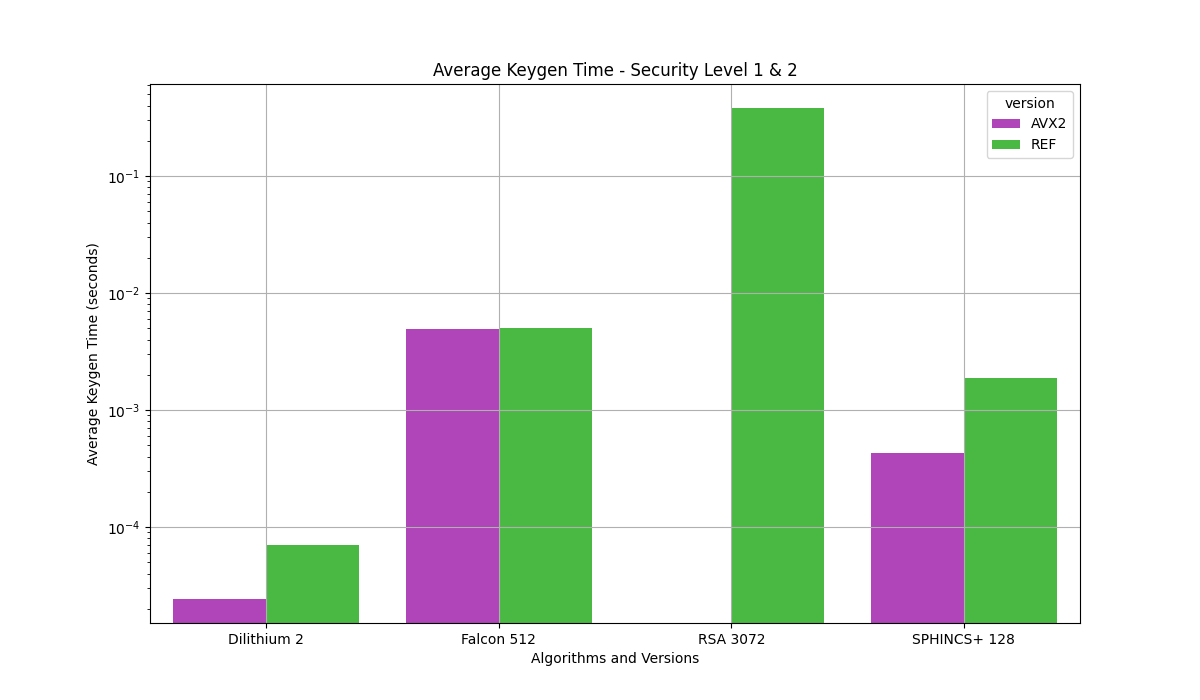 Average Keygen Time - Security Level 1 & 2
version
AVX2
REF
Average Keygen Time (seconds)
10⁻¹
10⁻²
10⁻³
10⁻⁴
Dilithium 2
Falcon 512
RSA 3072
SPHINCS+ 128
Algorithms and Versions